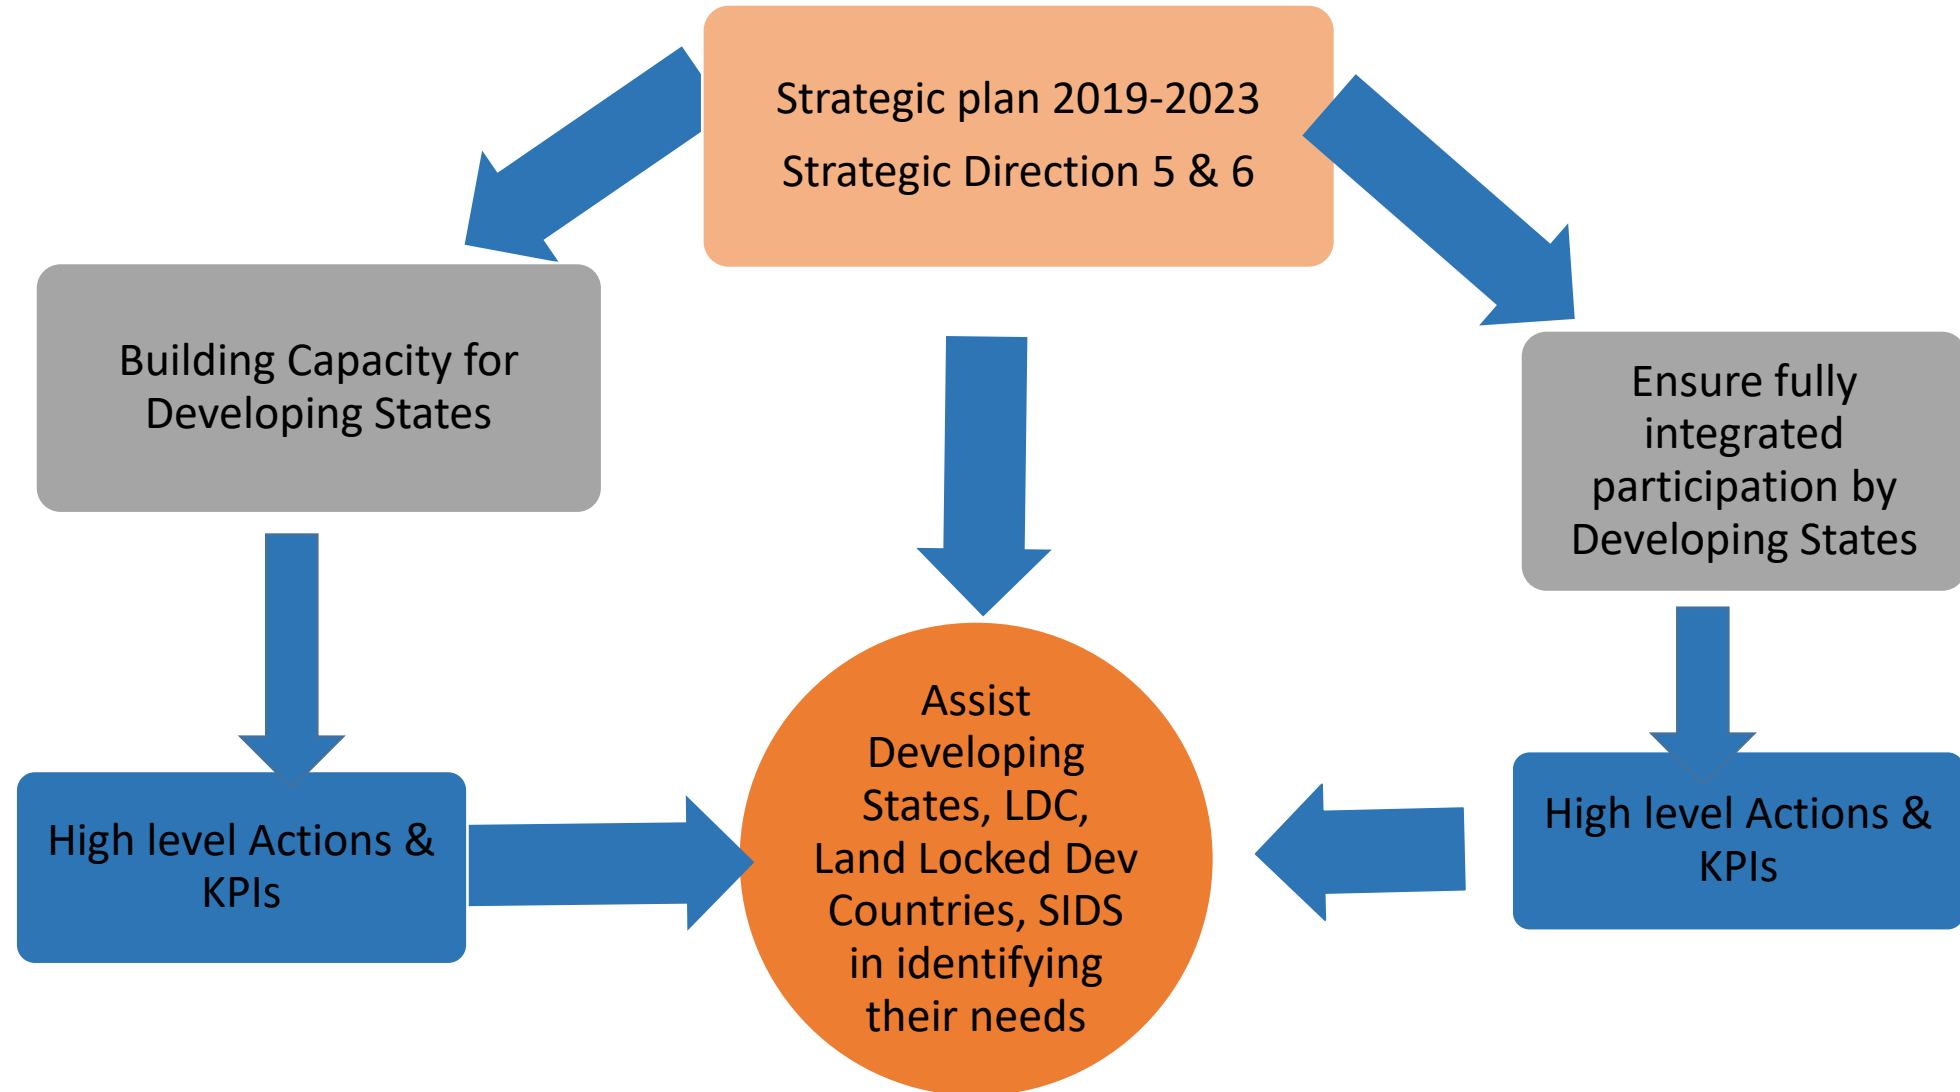 Strategic plan 2019-2023
Strategic Direction 5 & 6
Building Capacity for
Developing States
Ensure fully
integrated
participation by
Developing States
High level Actions &
KPIs
Assist
Developing
States, LDC,
Land Locked Dev
Countries, SIDS
in identifying
their needs
High level Actions &
KPIs